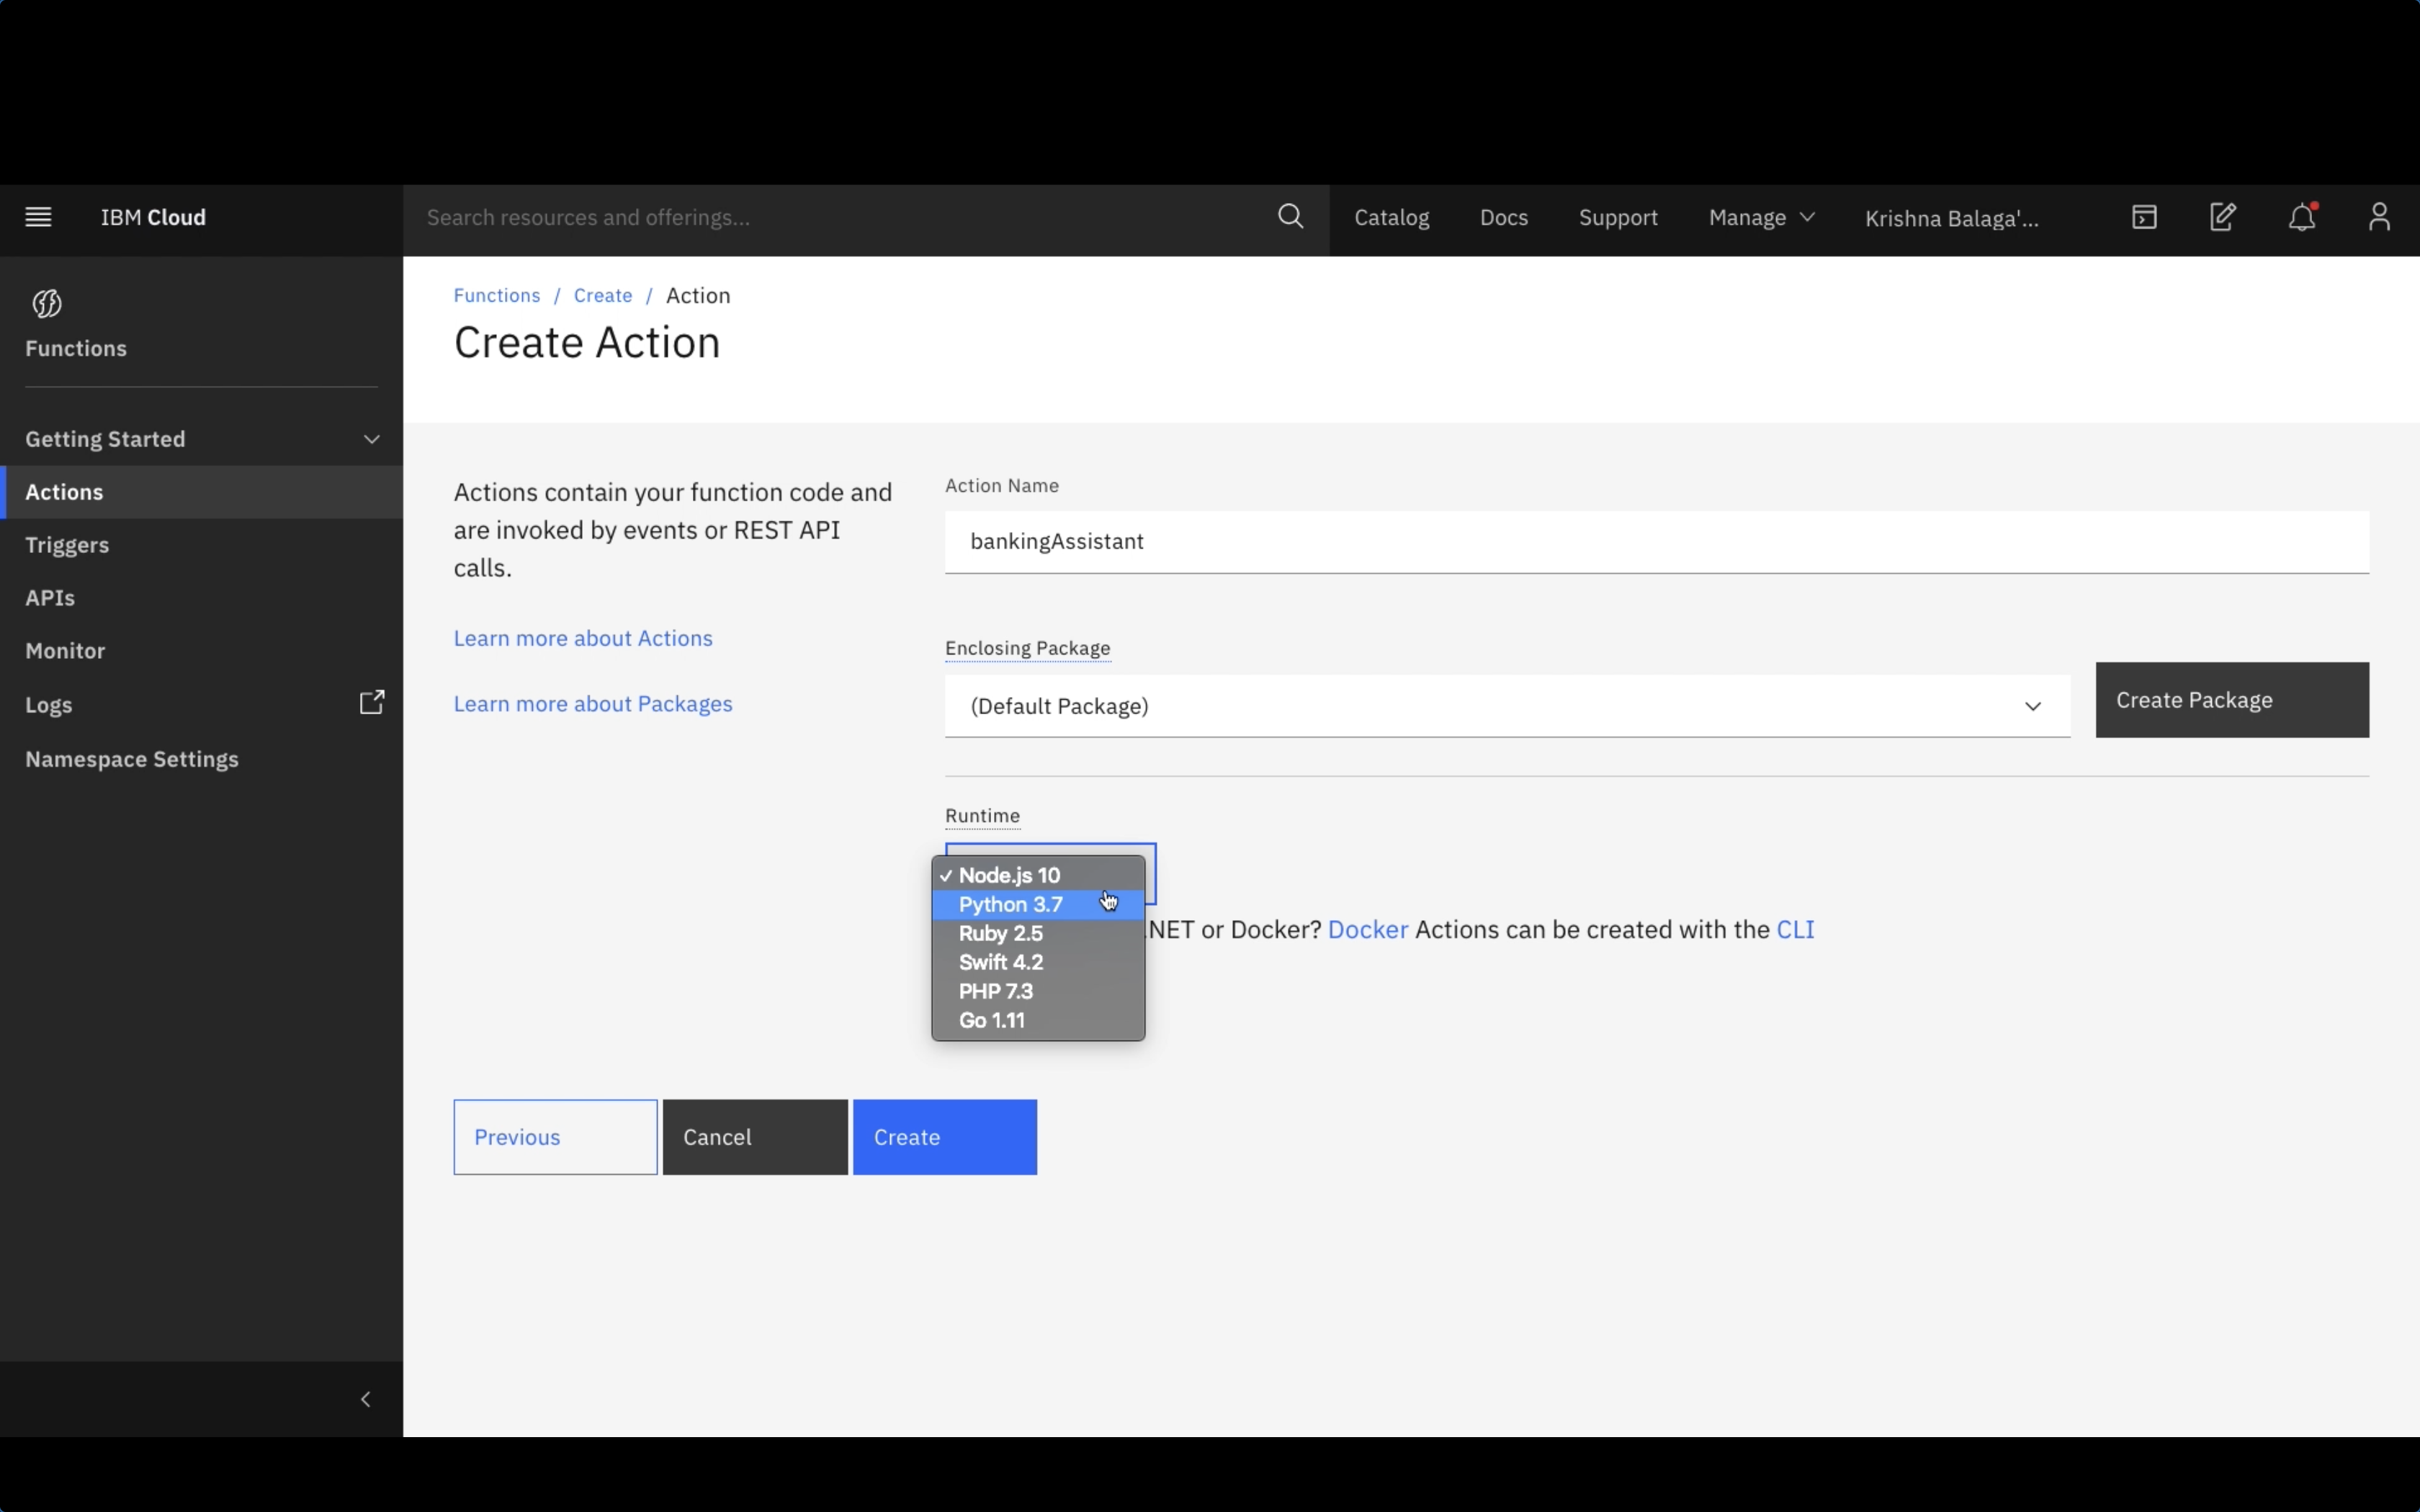 IBM Cloud
Search resources and offerings...
Catalog
Docs
Support
Manage
Krishna Balaga'...
Functions
Getting Started
Actions
Triggers
APIs
Monitor
Logs
Namespace Settings
Functions / Create / Action
Create Action
Actions contain your function code and
are invoked by events or REST API
calls.
Learn more about Actions
Learn more about Packages
Action Name
bankingAssistant
Enclosing Package
(Default Package)
Create Package
Runtime
✓ Node.js 10
Python 3.7
Ruby 2.5
Swift 4.2
PHP 7.3
Go 1.11
.NET or Docker? Docker Actions can be created with the CLI
Previous
Cancel
Create